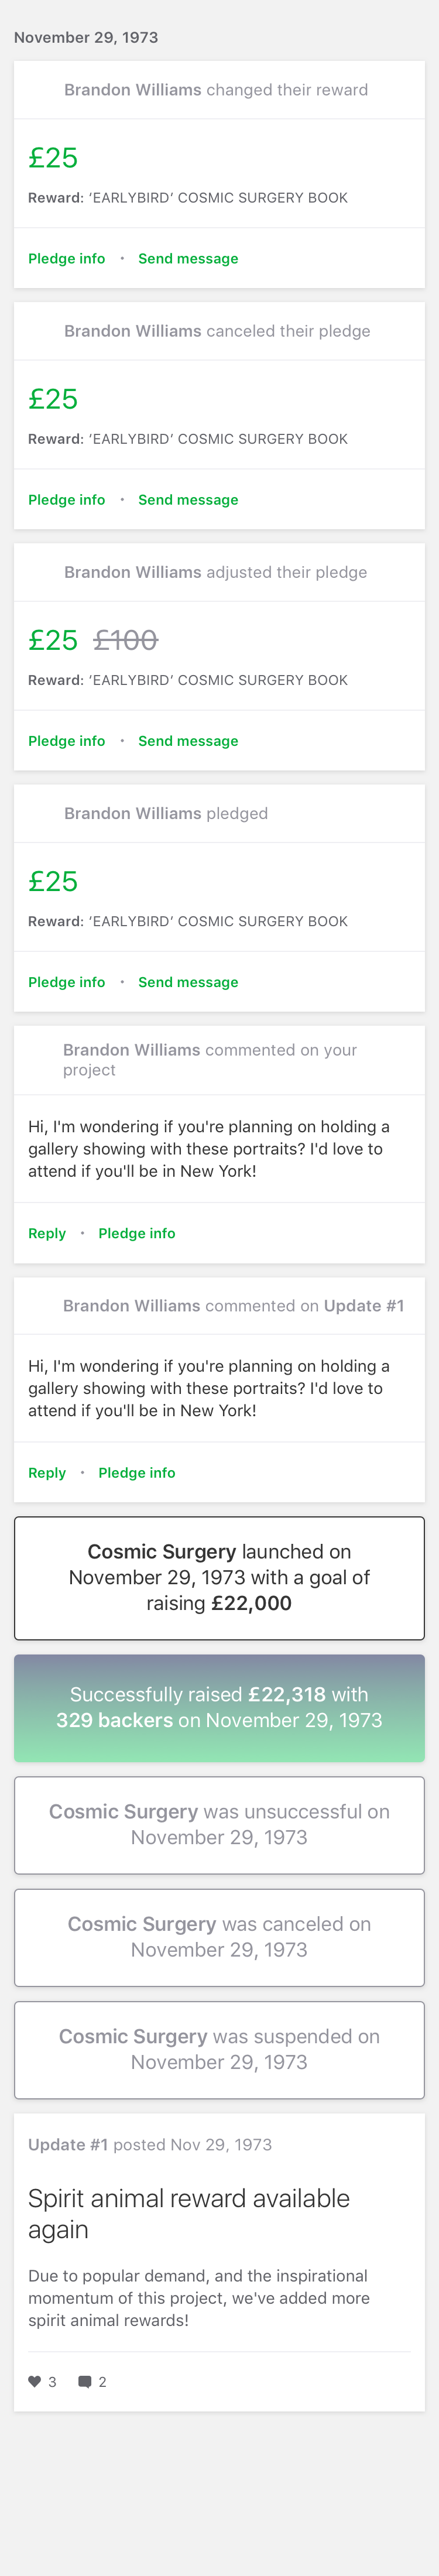 November 29, 1973
Brandon Williams changed their reward
£25
Reward: ‘EARLYBIRD’ COSMIC SURGERY BOOK
Pledge info • Send message
Brandon Williams canceled their pledge
£25
Reward: ‘EARLYBIRD’ COSMIC SURGERY BOOK
Pledge info • Send message
Brandon Williams adjusted their pledge
£25 £100
Reward: ‘EARLYBIRD’ COSMIC SURGERY BOOK
Pledge info • Send message
Brandon Williams pledged
£25
Reward: ‘EARLYBIRD’ COSMIC SURGERY BOOK
Pledge info • Send message
Brandon Williams commented on your
project
Hi, I'm wondering if you're planning on holding a
gallery showing with these portraits? I'd love to
attend if you'll be in New York!
Reply • Pledge info
Brandon Williams commented on Update #1
Hi, I'm wondering if you're planning on holding a
gallery showing with these portraits? I'd love to
attend if you'll be in New York!
Reply • Pledge info
Cosmic Surgery launched on
November 29, 1973 with a goal of
raising £22,000
Successfully raised £22,318 with
329 backers on November 29, 1973
Cosmic Surgery was unsuccessful on
November 29, 1973
Cosmic Surgery was canceled on
November 29, 1973
Cosmic Surgery was suspended on
November 29, 1973
Update #1 posted Nov 29, 1973
Spirit animal reward available
again
Due to popular demand, and the inspirational
momentum of this project, we've added more
spirit animal rewards!
3 2